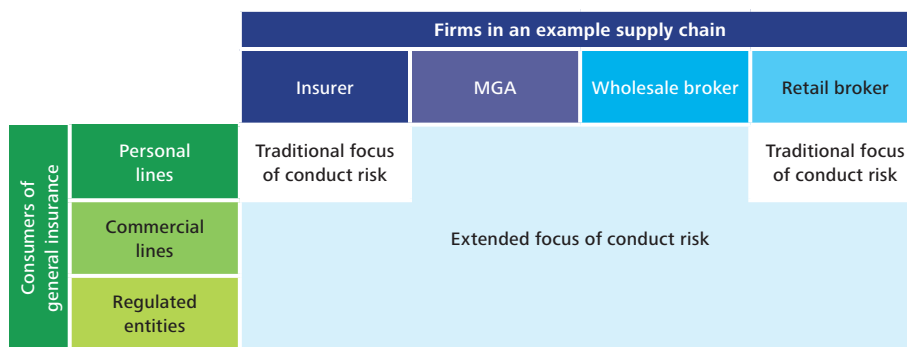 Firms in an example supply chain
Insurer
MGA
Wholesale broker
Retail broker
Consumers of
general insurance
Personal
lines
Traditional focus
of conduct risk
Traditional focus
of conduct risk
Commercial
lines
Extended focus of conduct risk
Regulated
entities